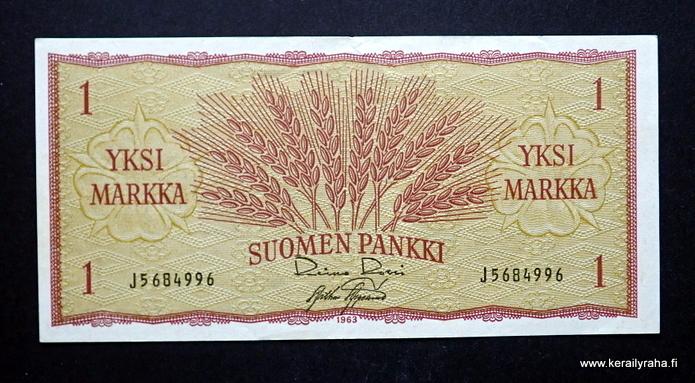 1 1
YKSI MARKKA
YKSI MARKKA
SUOMEN PANKKI
1 J5684996
J5684996 1
1963
www.kerailyraha.fi